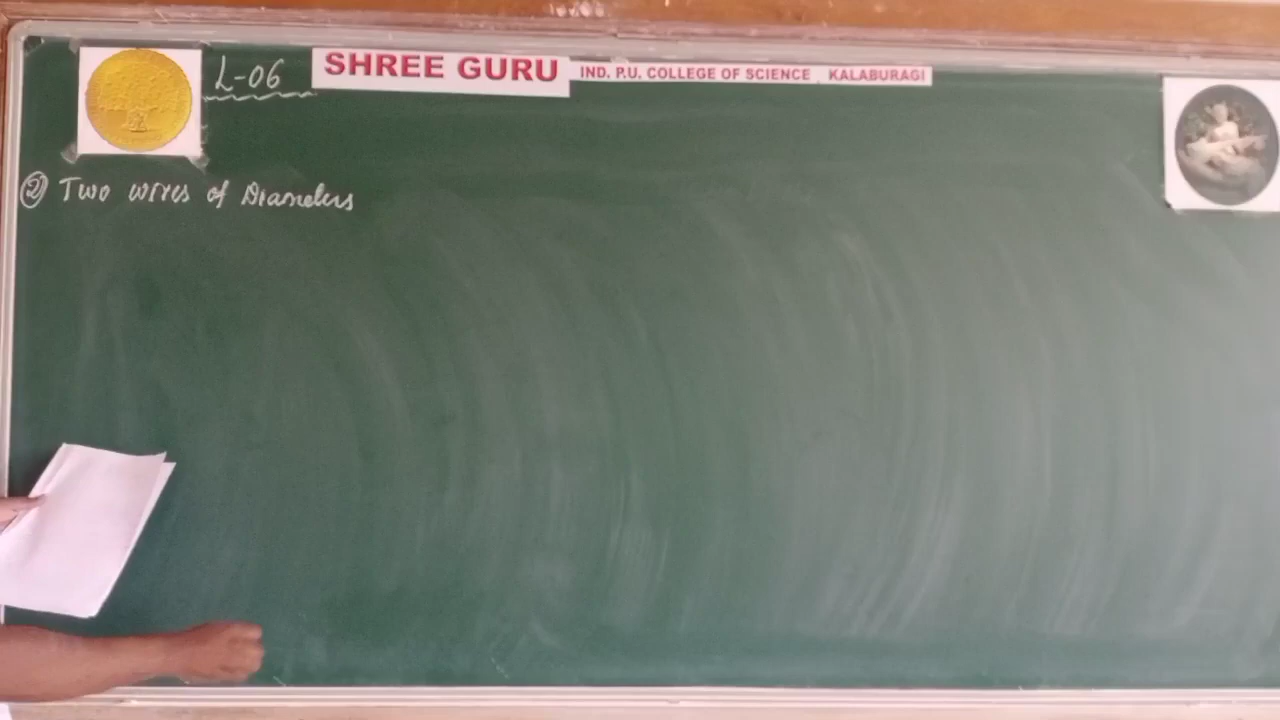 L-06
SHREE GURU IND. P.U. COLLEGE OF SCIENCE , KALABURAGI
② Two wires of Diameters